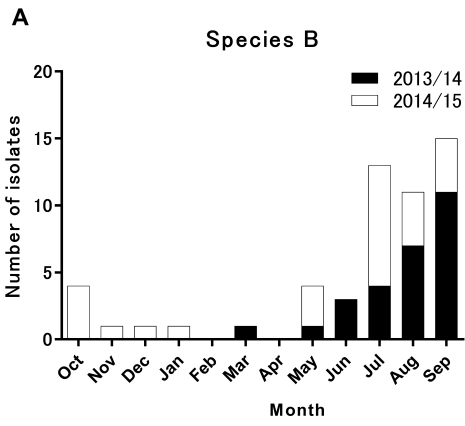 A
Species B
2013/14
2014/15
Number of isolates
20
15
10
5
0
Oct Nov Dec Jan Feb Mar Apr May Jun Jul Aug Sep
Month